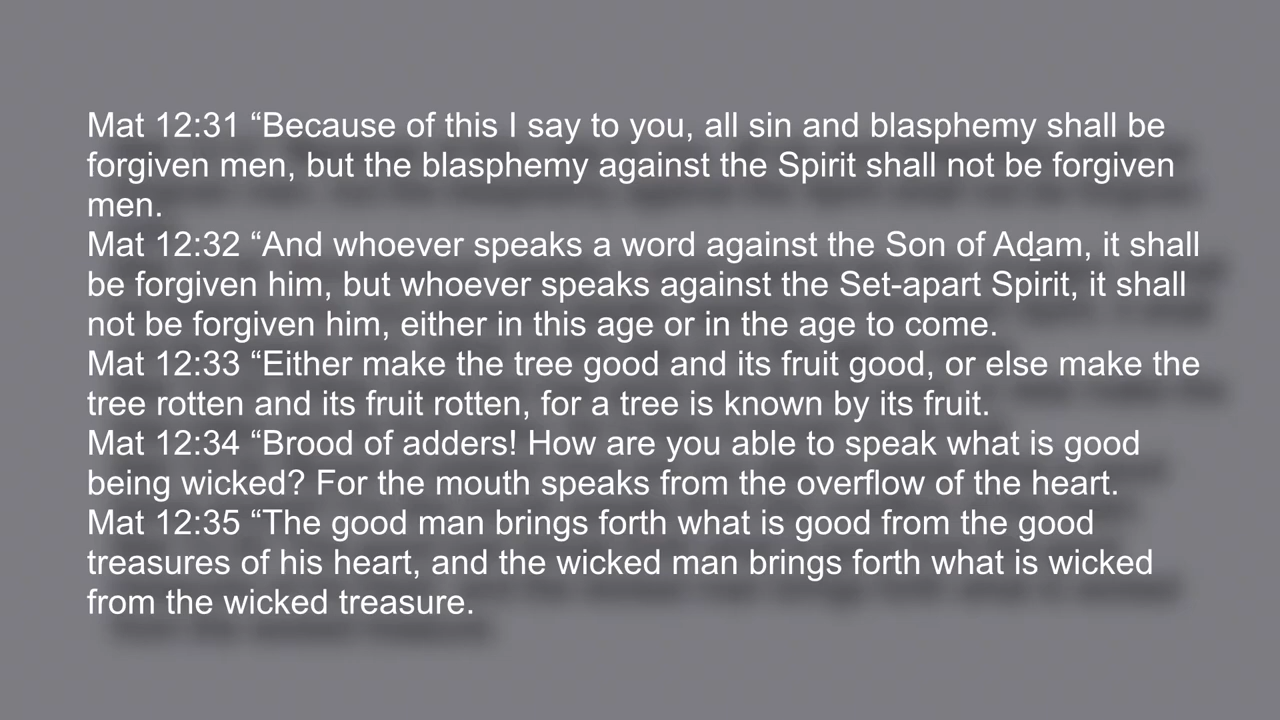 Mat 12:31 “Because of this I say to you, all sin and blasphemy shall be
forgiven men, but the blasphemy against the Spirit shall not be forgiven
men.
Mat 12:32 “And whoever speaks a word against the Son of Aḏam, it shall
be forgiven him, but whoever speaks against the Set-apart Spirit, it shall
not be forgiven him, either in this age or in the age to come.
Mat 12:33 “Either make the tree good and its fruit good, or else make the
tree rotten and its fruit rotten, for a tree is known by its fruit.
Mat 12:34 “Brood of adders! How are you able to speak what is good
being wicked? For the mouth speaks from the overflow of the heart.
Mat 12:35 “The good man brings forth what is good from the good
treasures of his heart, and the wicked man brings forth what is wicked
from the wicked treasure.